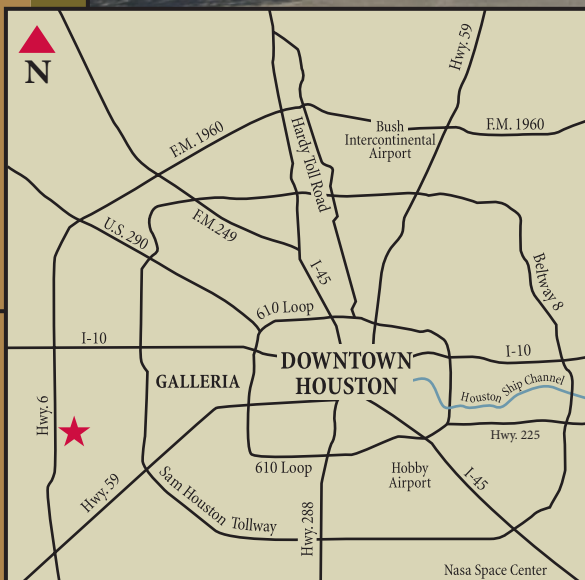 N
Hwy. 59
F.M. 1960
Hardy Toll Road
Bush
Intercontinental
Airport
F.M. 1960
U.S. 290
F.M.249
I-45
Beltway 8
610 Loop
I-10
DOWNTOWN
HOUSTON
I-10
GALLERIA
Houston Ship Channel
Hwy. 6
Hwy. 225
610 Loop
Hobby
Airport
I-45
Hwy. 59
Sam Houston Tollway
Hwy. 288
Nasa Space Center